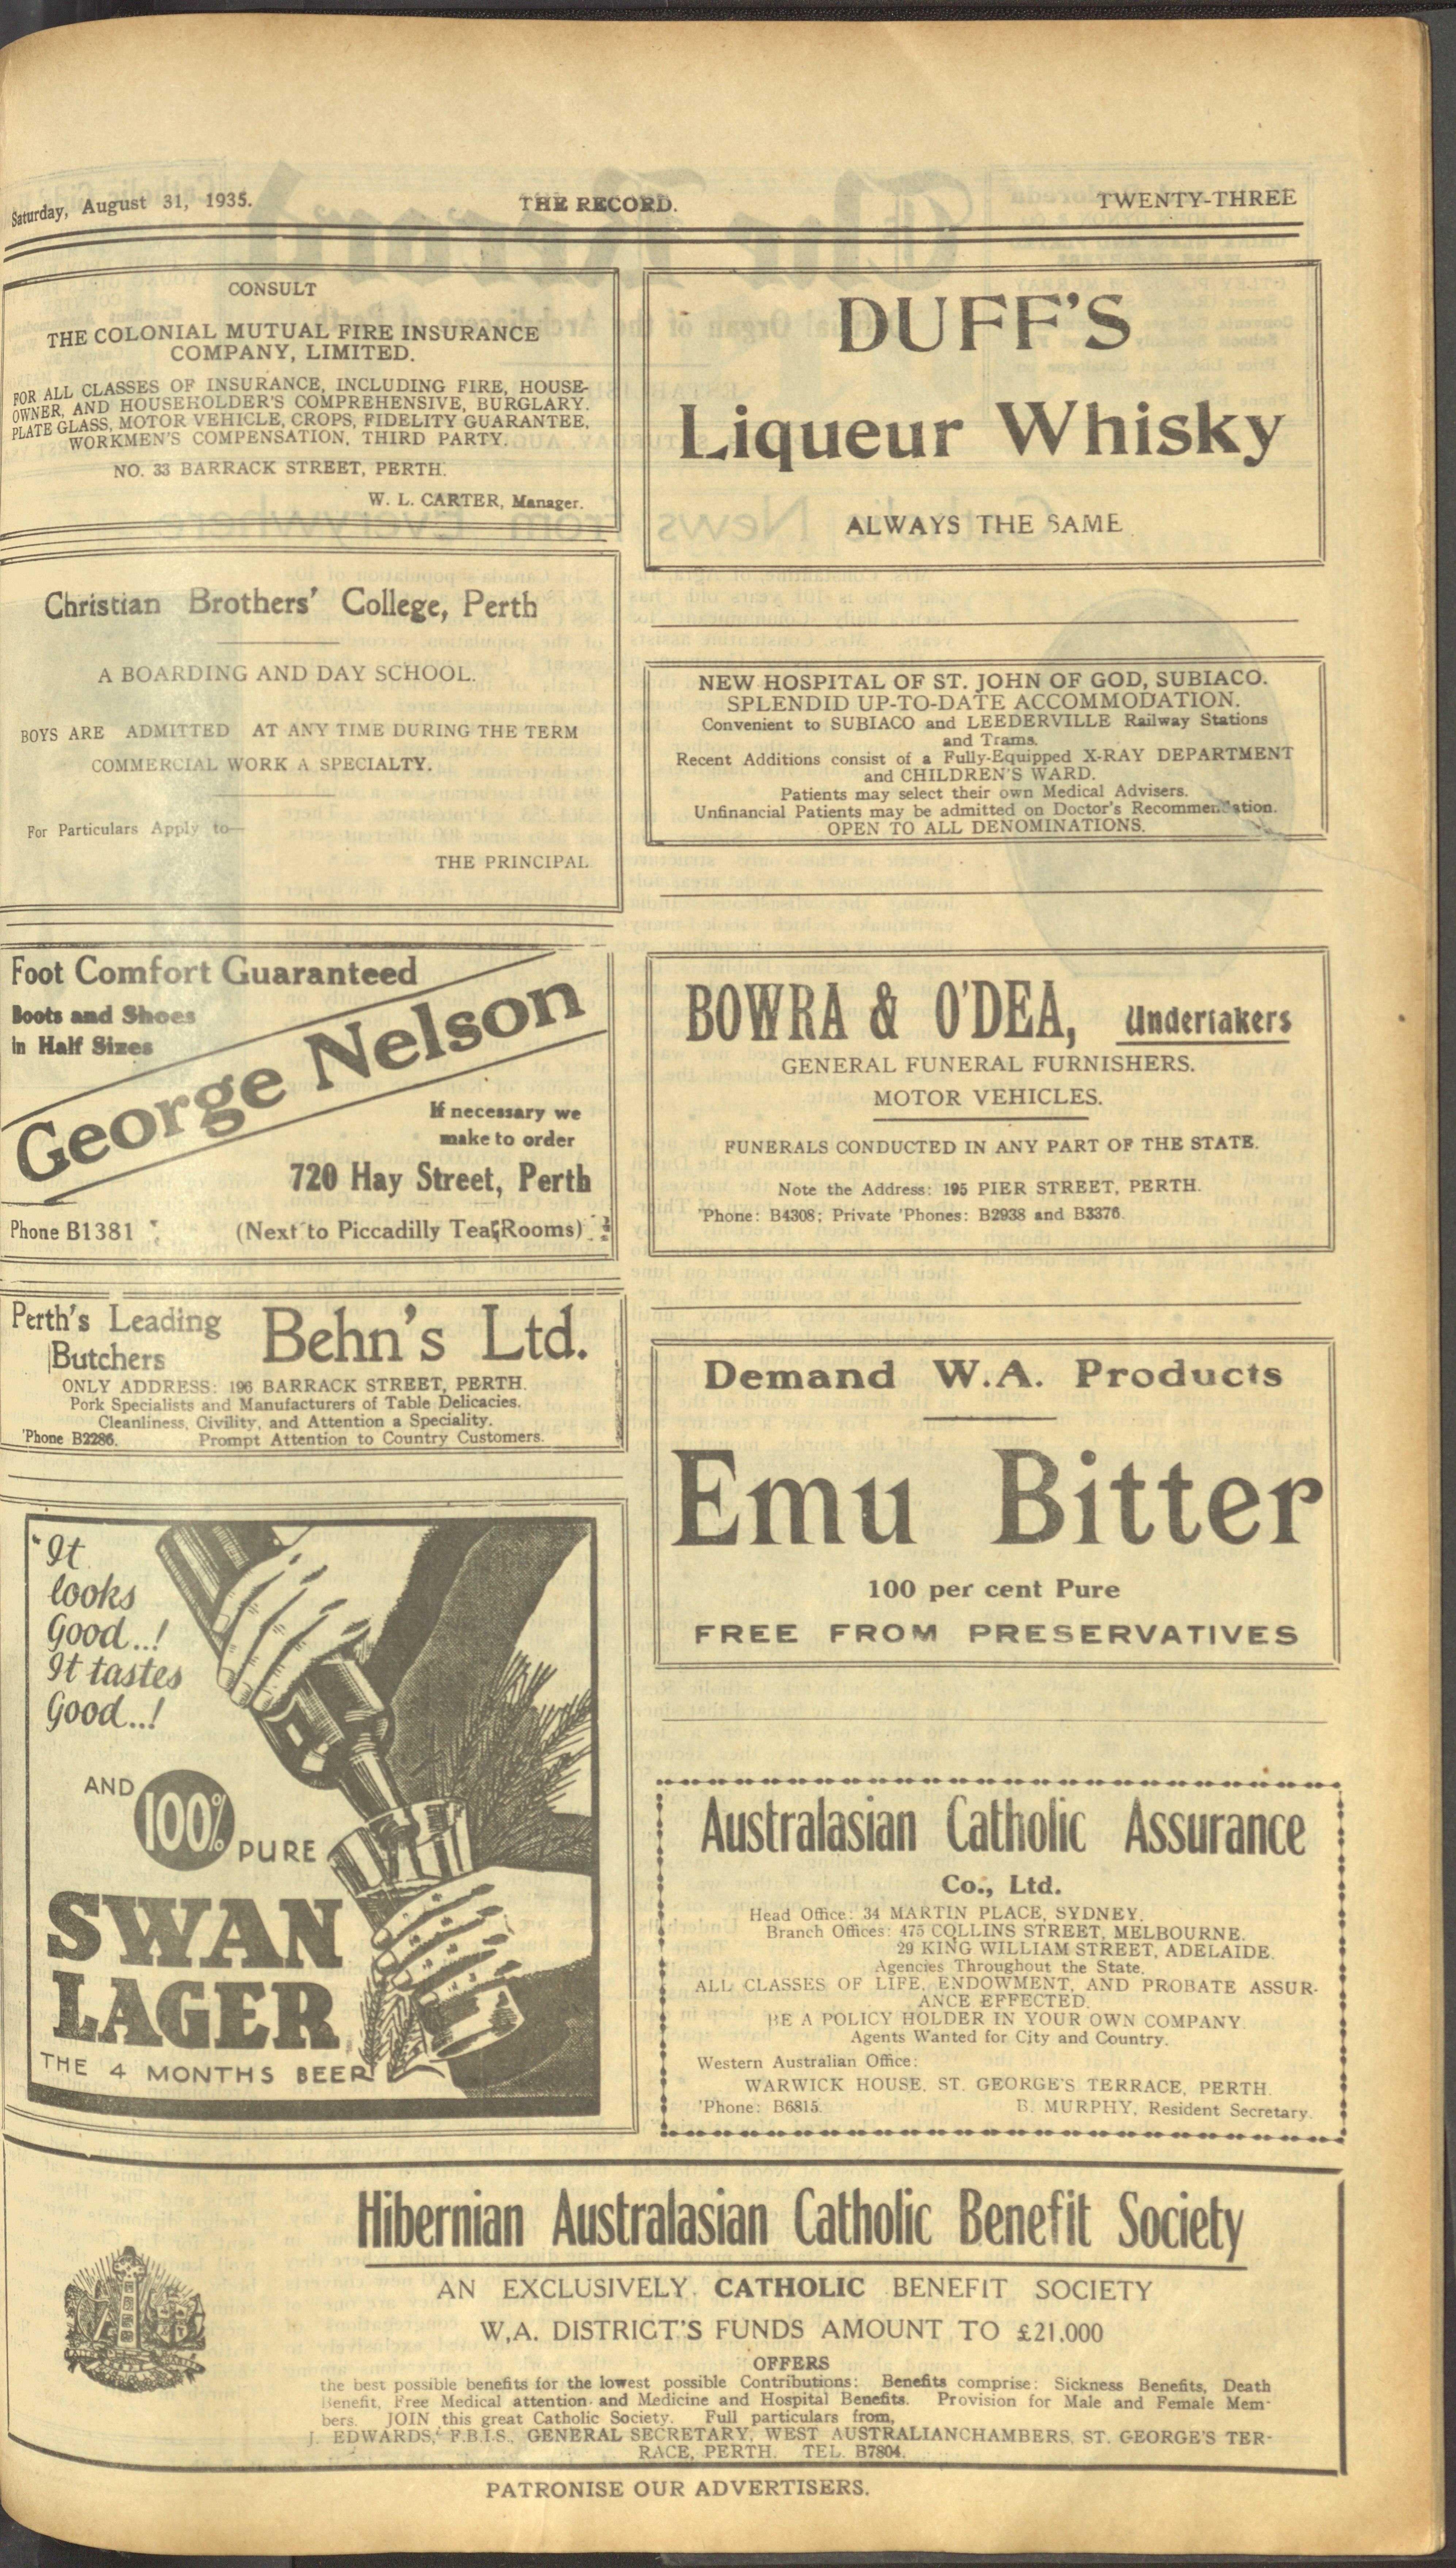 Saturday, August 31, 1935.
THE RECORD.
TWENTY-THREE
CONSULT
THE COLONIAL MUTUAL FIRE INSURANCE
COMPANY, LIMITED.
FOR ALL CLASSES OF INSURANCE, INCLUDING FIRE, HOUSE-
OWNER, AND HOUSEHOLDER'S COMPREHENSIVE, BURGLARY.
PLATE GLASS, MOTOR VEHICLE, CROPS, FIDELITY GUARANTEE,
WORKMEN'S COMPENSATION, THIRD PARTY.
NO. 33 BARRACK STREET, PERTH.
W. L. CARTER, Manager.
Christian Brothers' College, Perth
A BOARDING AND DAY SCHOOL.
BOYS ARE ADMITTED AT ANY TIME DURING THE TERM
COMMERCIAL WORK A SPECIALTY.
For Particulars Apply to—
THE PRINCIPAL
Foot Comfort Guaranteed
Boots and Shoes
in Half Sizes
George Nelson
If necessary we
make to order
720 Hay Street, Perth
Phone B1381
(Next to Piccadilly Tea Rooms)
Perth's Leading
Butchers
Behn's Ltd.
ONLY ADDRESS: 196 BARRACK STREET, PERTH.
Pork Specialists and Manufacturers of Table Delicacies.
Cleanliness, Civility, and Attention a Speciality.
'Phone B2286. Prompt Attention to Country Customers.
"It
looks
Good..!
It tastes
Good..!
AND
100%
PURE
SWAN
LAGER
THE 4 MONTHS BEER
DUFF'S
Liqueur Whisky
ALWAYS THE SAME
NEW HOSPITAL OF ST. JOHN OF GOD, SUBIACO.
SPLENDID UP-TO-DATE ACCOMMODATION.
Convenient to SUBIACO and LEEDERVILLE Railway Stations
and Trams.
Recent Additions consist of a Fully-Equipped X-RAY DEPARTMENT
and CHILDREN'S WARD.
Patients may select their own Medical Advisers.
Unfinancial Patients may be admitted on Doctor's Recommendation.
OPEN TO ALL DENOMINATIONS.
BOWRA & O'DEA, Undertakers
GENERAL FUNERAL FURNISHERS.
MOTOR VEHICLES.
FUNERALS CONDUCTED IN ANY PART OF THE STATE.
Note the Address: 195 PIER STREET, PERTH.
'Phone: B4308; Private 'Phones: B2938 and B3376.
Demand W.A. Products
Emu Bitter
100 per cent Pure
FREE FROM PRESERVATIVES
Australasian Catholic Assurance
Co., Ltd.
Head Office: 34 MARTIN PLACE, SYDNEY.
Branch Offices: 475 COLLINS STREET, MELBOURNE.
29 KING WILLIAM STREET, ADELAIDE.
Agencies Throughout the State.
ALL CLASSES OF LIFE, ENDOWMENT, AND PROBATE ASSUR-
ANCE EFFECTED.
BE A POLICY HOLDER IN YOUR OWN COMPANY.
Agents Wanted for City and Country.
Western Australian Office:
WARWICK HOUSE, ST. GEORGE'S TERRACE, PERTH.
'Phone: B6815. B. MURPHY, Resident Secretary.
Hibernian Australasian Catholic Benefit Society
AN EXCLUSIVELY CATHOLIC BENEFIT SOCIETY
W.A. DISTRICT'S FUNDS AMOUNT TO £21,000
OFFERS
the best possible benefits for the lowest possible Contributions: Benefits comprise: Sickness Benefits, Death
Benefit, Free Medical attention and Medicine and Hospital Benefits. Provision for Male and Female Mem-
bers. JOIN this great Catholic Society. Full particulars from,
J. EDWARDS, F.B.I.S., GENERAL SECRETARY, WEST AUSTRALIANCHAMBERS, ST. GEORGE'S TER-
RACE, PERTH. TEL. B7804.
PATRONISE OUR ADVERTISERS.